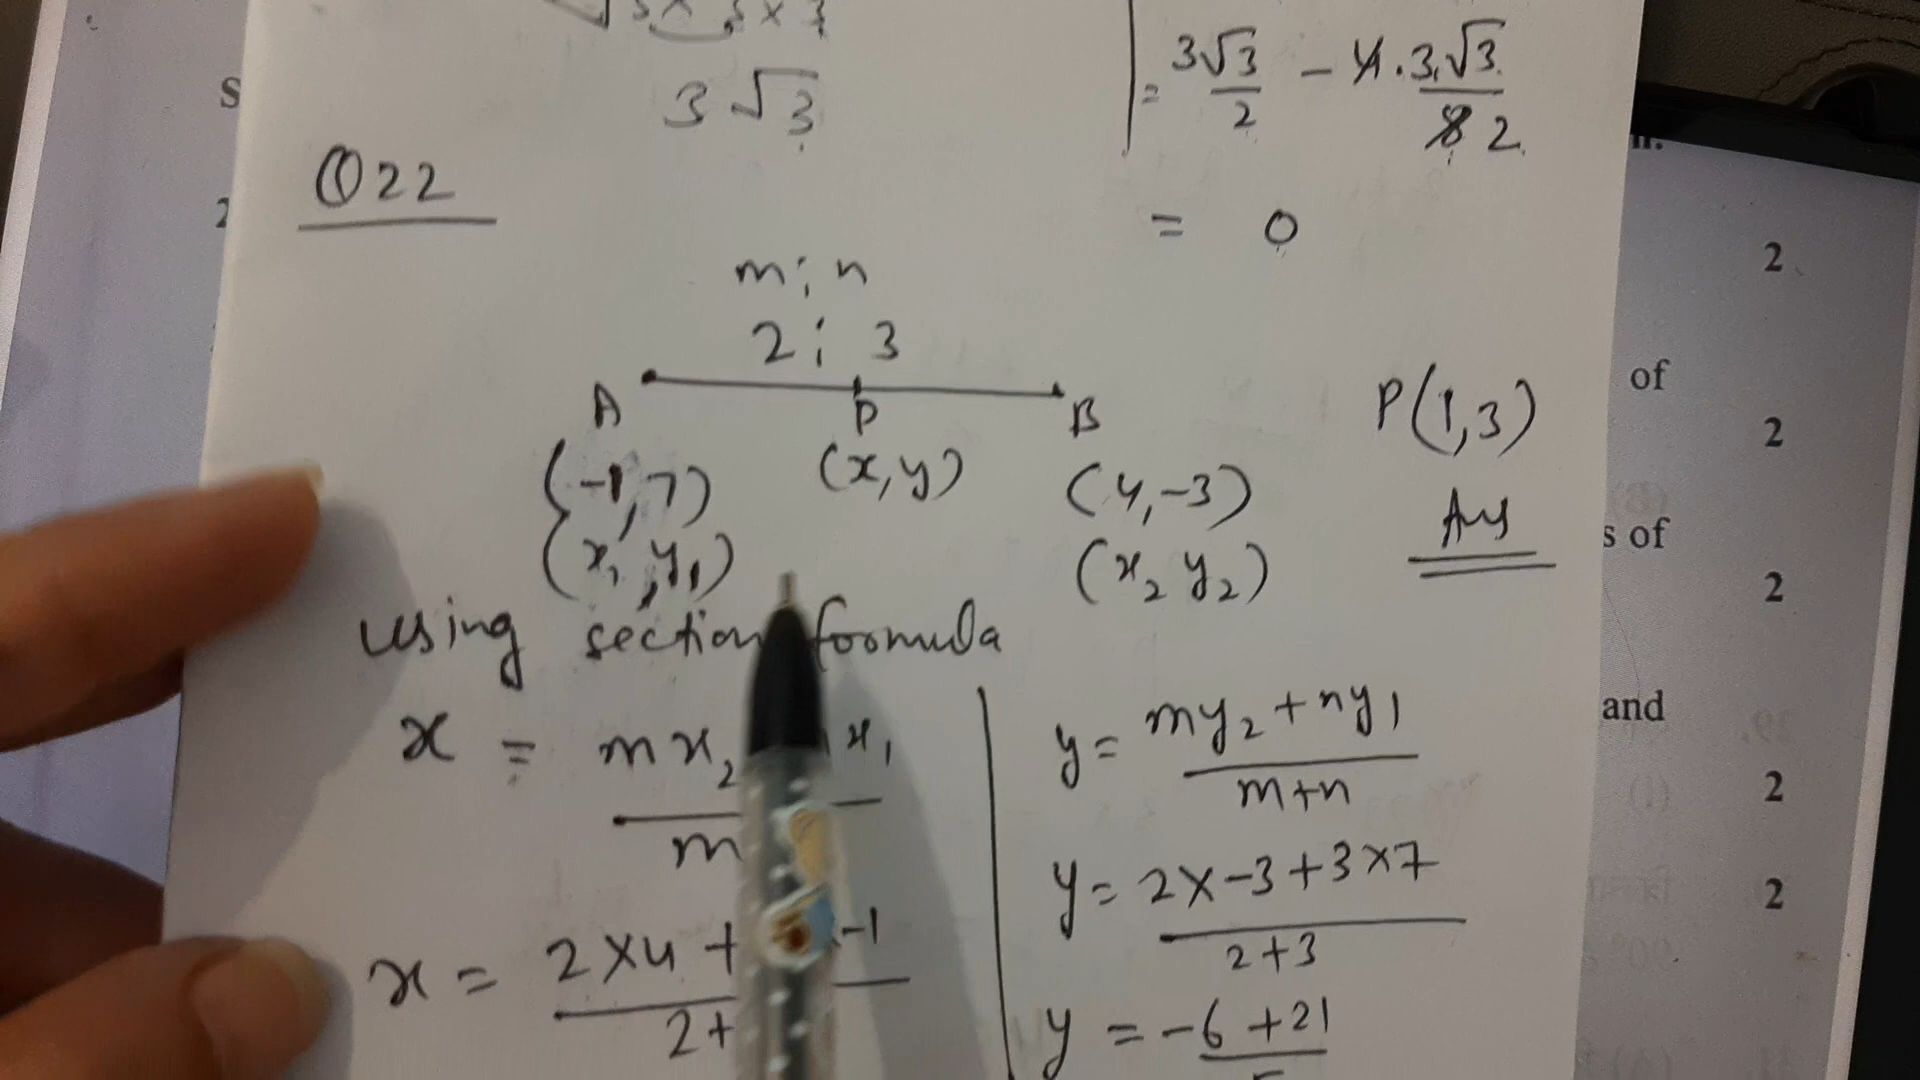 3√3
= 3√3/2 - 4·3√3/8 2
= 0
Q22
m : n
2 : 3
A P B
(-1,7) (x,y) (4,-3)
(x₁,y₁) (x₂ y₂)
P(1,3)
Ans
using section formula
x = mx₂ x₁
m
x = 2×4 + -1
2+
y = my₂+ny₁
m+n
y = 2×-3+3×7
2+3
y = -6+21
2
of
2
s of
2
and
2
2